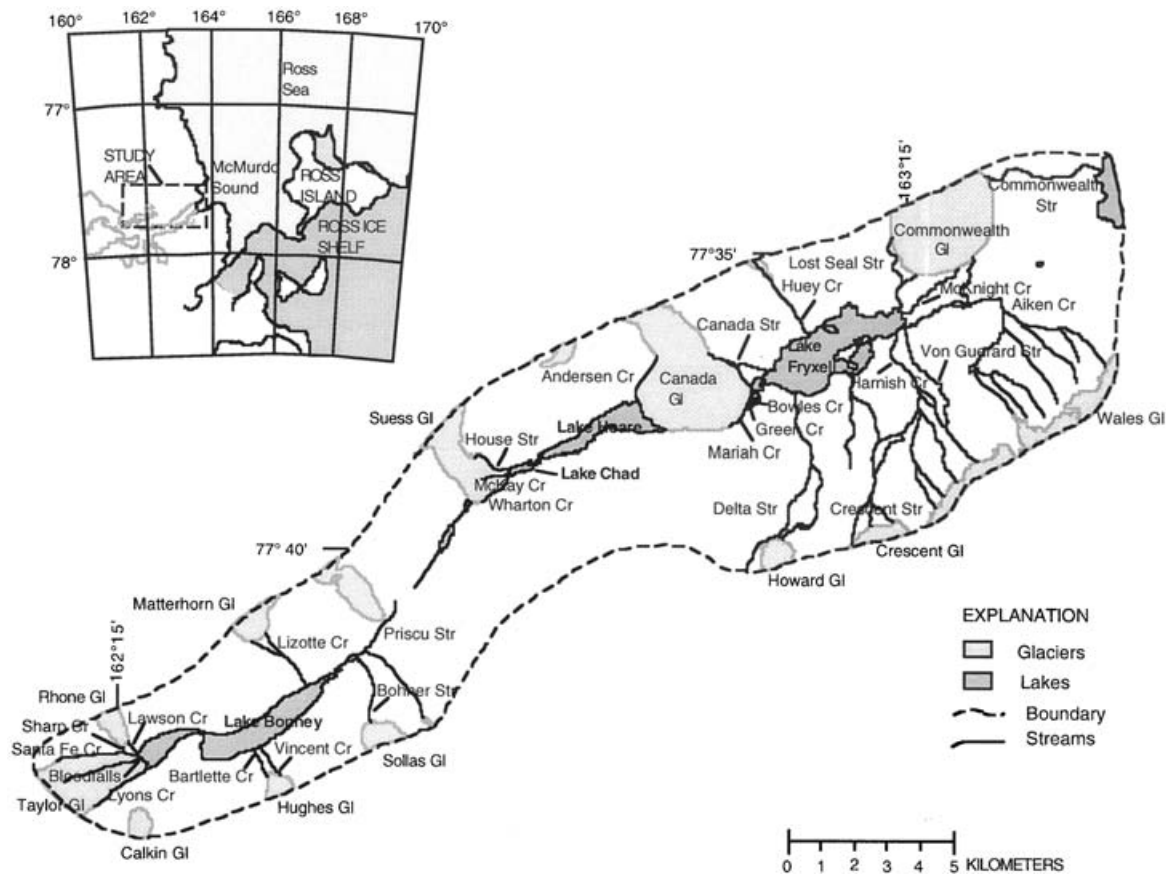 160° 162° 164° 166° 168° 170°
77°
78°
Ross
Sea
STUDY
AREA
McMurdo
Sound
ROSS
ISLAND
ROSS ICE
SHELF
163°15'
Commonwealth
Str
Commonwealth
Gl
77°35'
Lost Seal Str
Huey Cr
McKnight Cr
Aiken Cr
Canada Str
Lake
Fryxel
Von Guerard Str
Harnish Cr
Andersen Cr
Canada
Gl
Bowles Cr
Green Cr
Mariah Cr
Wales Gl
Suess Gl
House Str
Lake Hoare
Lake Chad
McKay Cr
Wharton Cr
Delta Str
Crescent Str
Crescent Gl
Howard Gl
77° 40'
Matterhorn Gl
Lizotte Cr
Priscu Str
162°15'
Rhone Gl
Bohner Str
Sharp Cr
Lawson Cr
Lake Bonney
Santa Fe Cr
Bloodfalls
Vincent Cr
Bartlette Cr
Sollas Gl
Taylor Gl
Lyons Cr
Hughes Gl
Calkin Gl
EXPLANATION
Glaciers
Lakes
Boundary
Streams
0 1 2 3 4 5 KILOMETERS